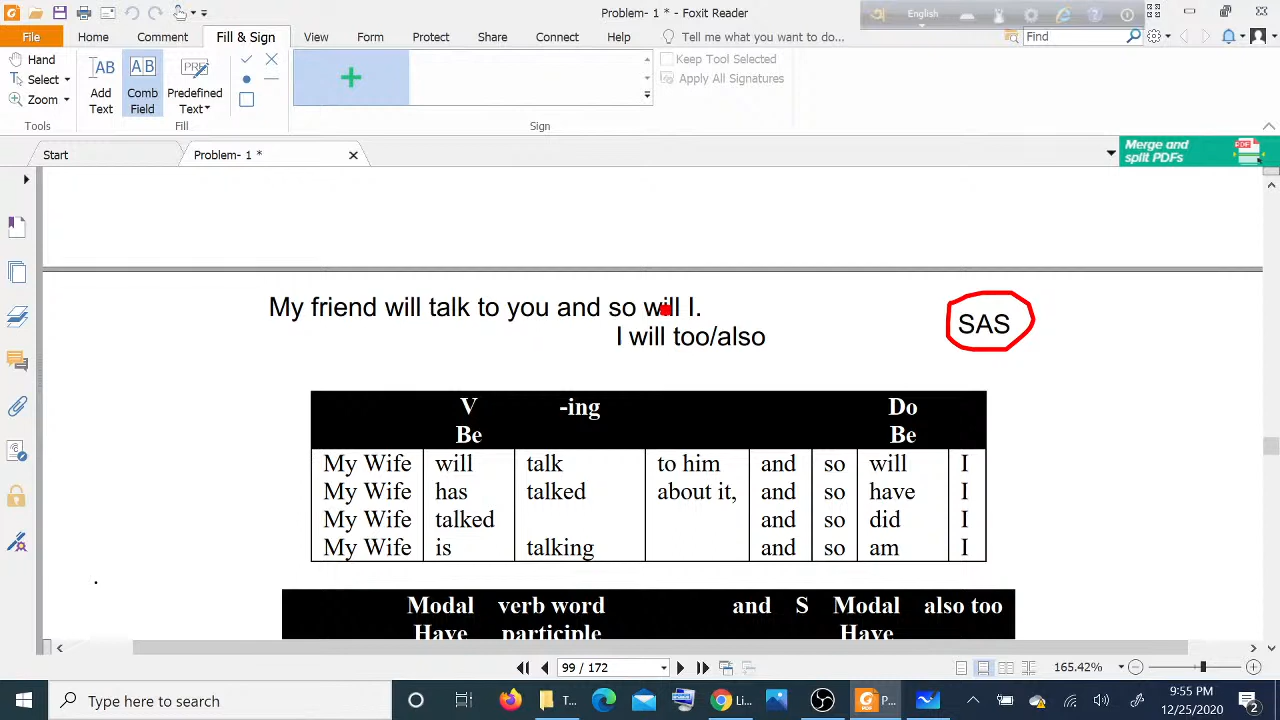 Problem- 1 * - Foxit Reader
English
File Home Comment Fill & Sign View Form Protect Share Connect Help Tell me what you want to do... Find
Hand
Select
Zoom
Tools
Add Text
Comb Field
Predefined Text
Fill
Keep Tool Selected
Apply All Signatures
Sign
Start Problem- 1 *
Merge and split PDFs
My friend will talk to you and so will I.
I will too/also
SAS
V -ing Do
Be Be
My Wife will talk to him and so will I
My Wife has talked about it, and so have I
My Wife talked and so did I
My Wife is talking and so am I
.
Modal verb word and S Modal also too
Have participle Have
99 / 172
165.42%
Type here to search
T...
Li...
P...
9:55 PM
12/25/2020
2